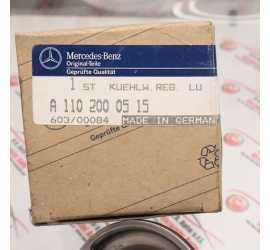 Mercedes-Benz
Original-Teile
Geprüfte Qualität
1 ST KUEHLW.REG. LU
A 110 200 05 15
603/00084 MADE IN GERMANY
Geprüfte